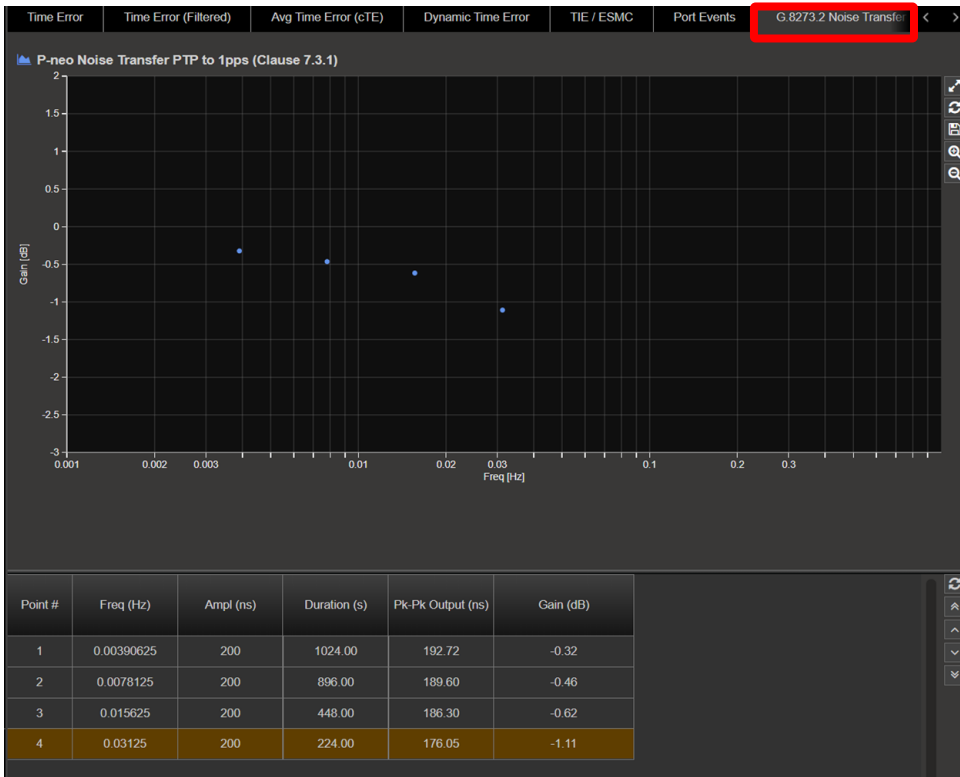 Time Error Time Error (Filtered) Avg Time Error (cTE) Dynamic Time Error TIE / ESMC Port Events G.8273.2 Noise Transfer
P-neo Noise Transfer PTP to 1pps (Clause 7.3.1)
2
1.5
1
0.5
0
-0.5
-1
-1.5
-2
-2.5
-3
Gain [dB]
0.001 0.002 0.003 0.01 0.02 0.03 0.1 0.2 0.3
Freq [Hz]
Point # Freq (Hz) Ampl (ns) Duration (s) Pk-Pk Output (ns) Gain (dB)
1 0.00390625 200 1024.00 192.72 -0.32
2 0.0078125 200 896.00 189.60 -0.46
3 0.015625 200 448.00 186.30 -0.62
4 0.03125 200 224.00 176.05 -1.11